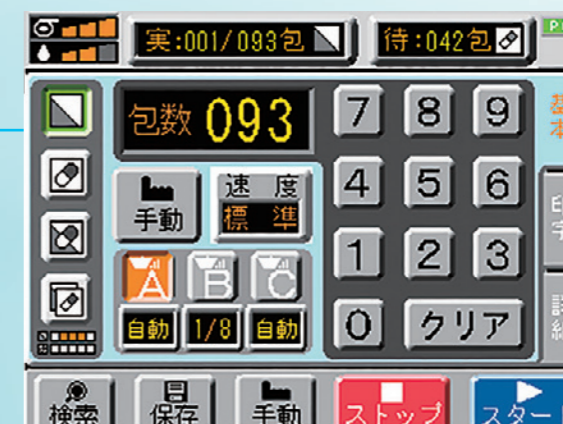 実:001/093包
待:042包
包数 093
7 8 9
手動
速度
標準
4 5 6
1 2 3
A B C
自動 1/8 自動
0 クリア
検索
保存
手動
ストップ
スタート